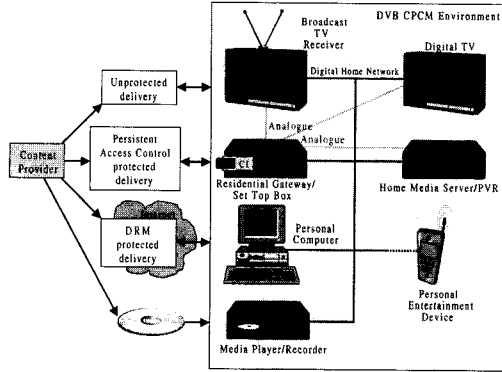 DVB CPCM Environment
Broadcast
TV
Receiver
Digital TV
Unprotected
delivery
Digital Home Network
Analogue
Analogue
Content
Provider
Persistent
Access Control
protected
delivery
CI
Residential Gateway/
Set Top Box
Home Media Server/PVR
DRM
protected
delivery
Personal
Computer
Personal
Entertainment
Device
Media Player/Recorder